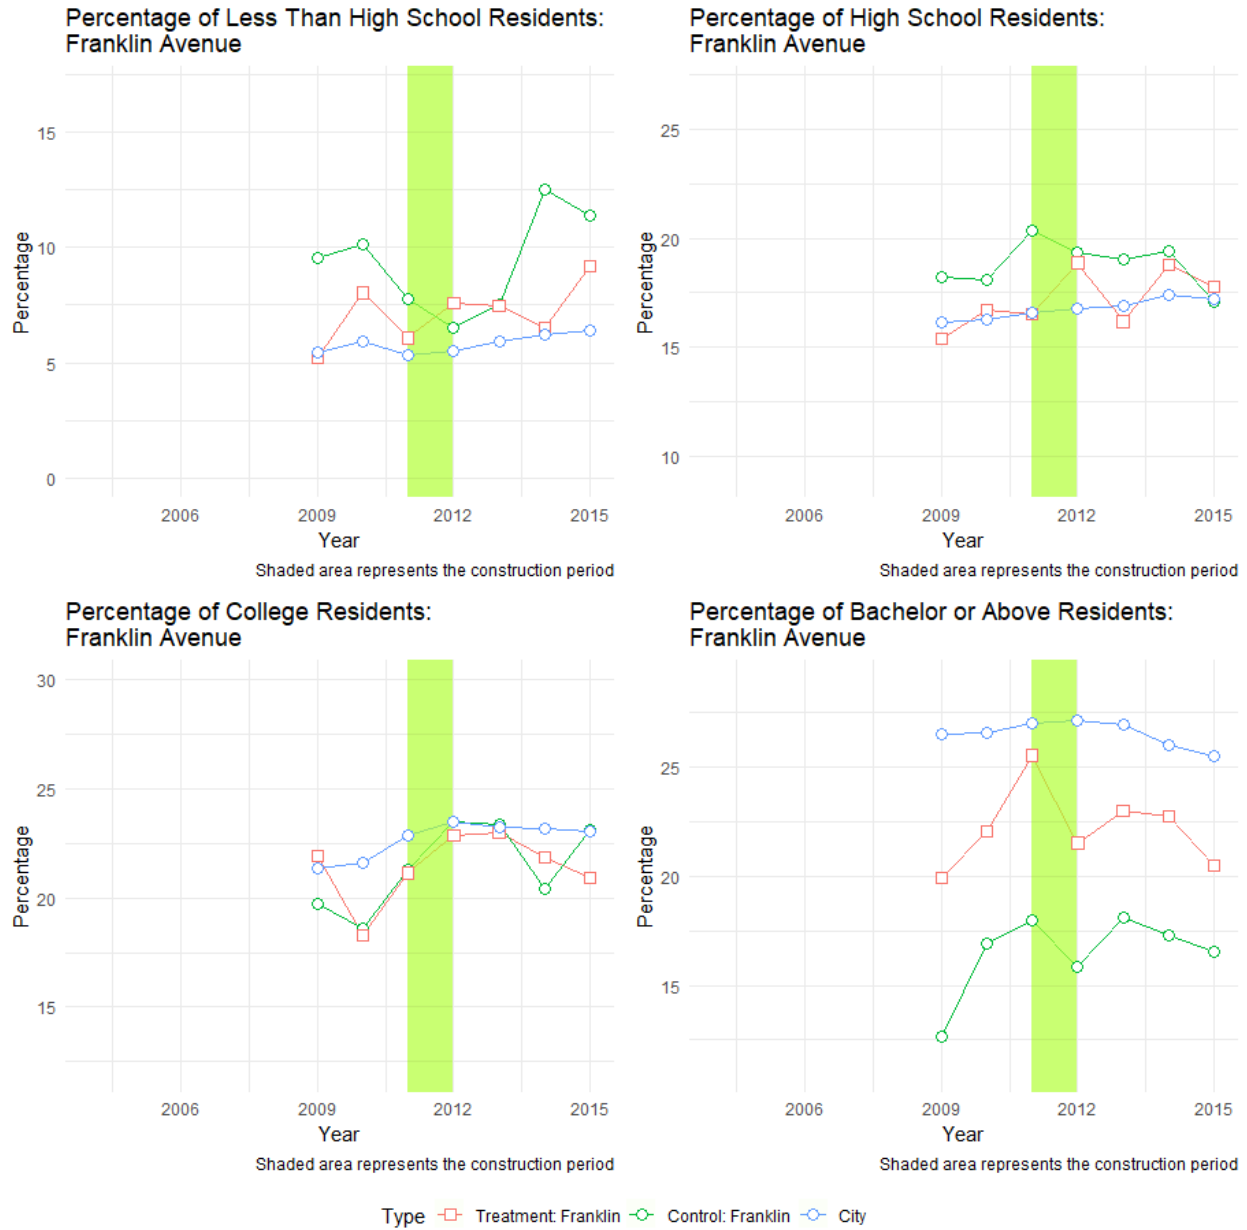 Percentage of Less Than High School Residents:
Franklin Avenue
Percentage
15
10
5
0
2006 2009 2012 2015
Year
Shaded area represents the construction period
Percentage of High School Residents:
Franklin Avenue
Percentage
25
20
15
10
2006 2009 2012 2015
Year
Shaded area represents the construction period
Percentage of College Residents:
Franklin Avenue
Percentage
30
25
20
15
2006 2009 2012 2015
Year
Shaded area represents the construction period
Percentage of Bachelor or Above Residents:
Franklin Avenue
Percentage
25
20
15
2006 2009 2012 2015
Year
Shaded area represents the construction period
Type Treatment: Franklin Control: Franklin City